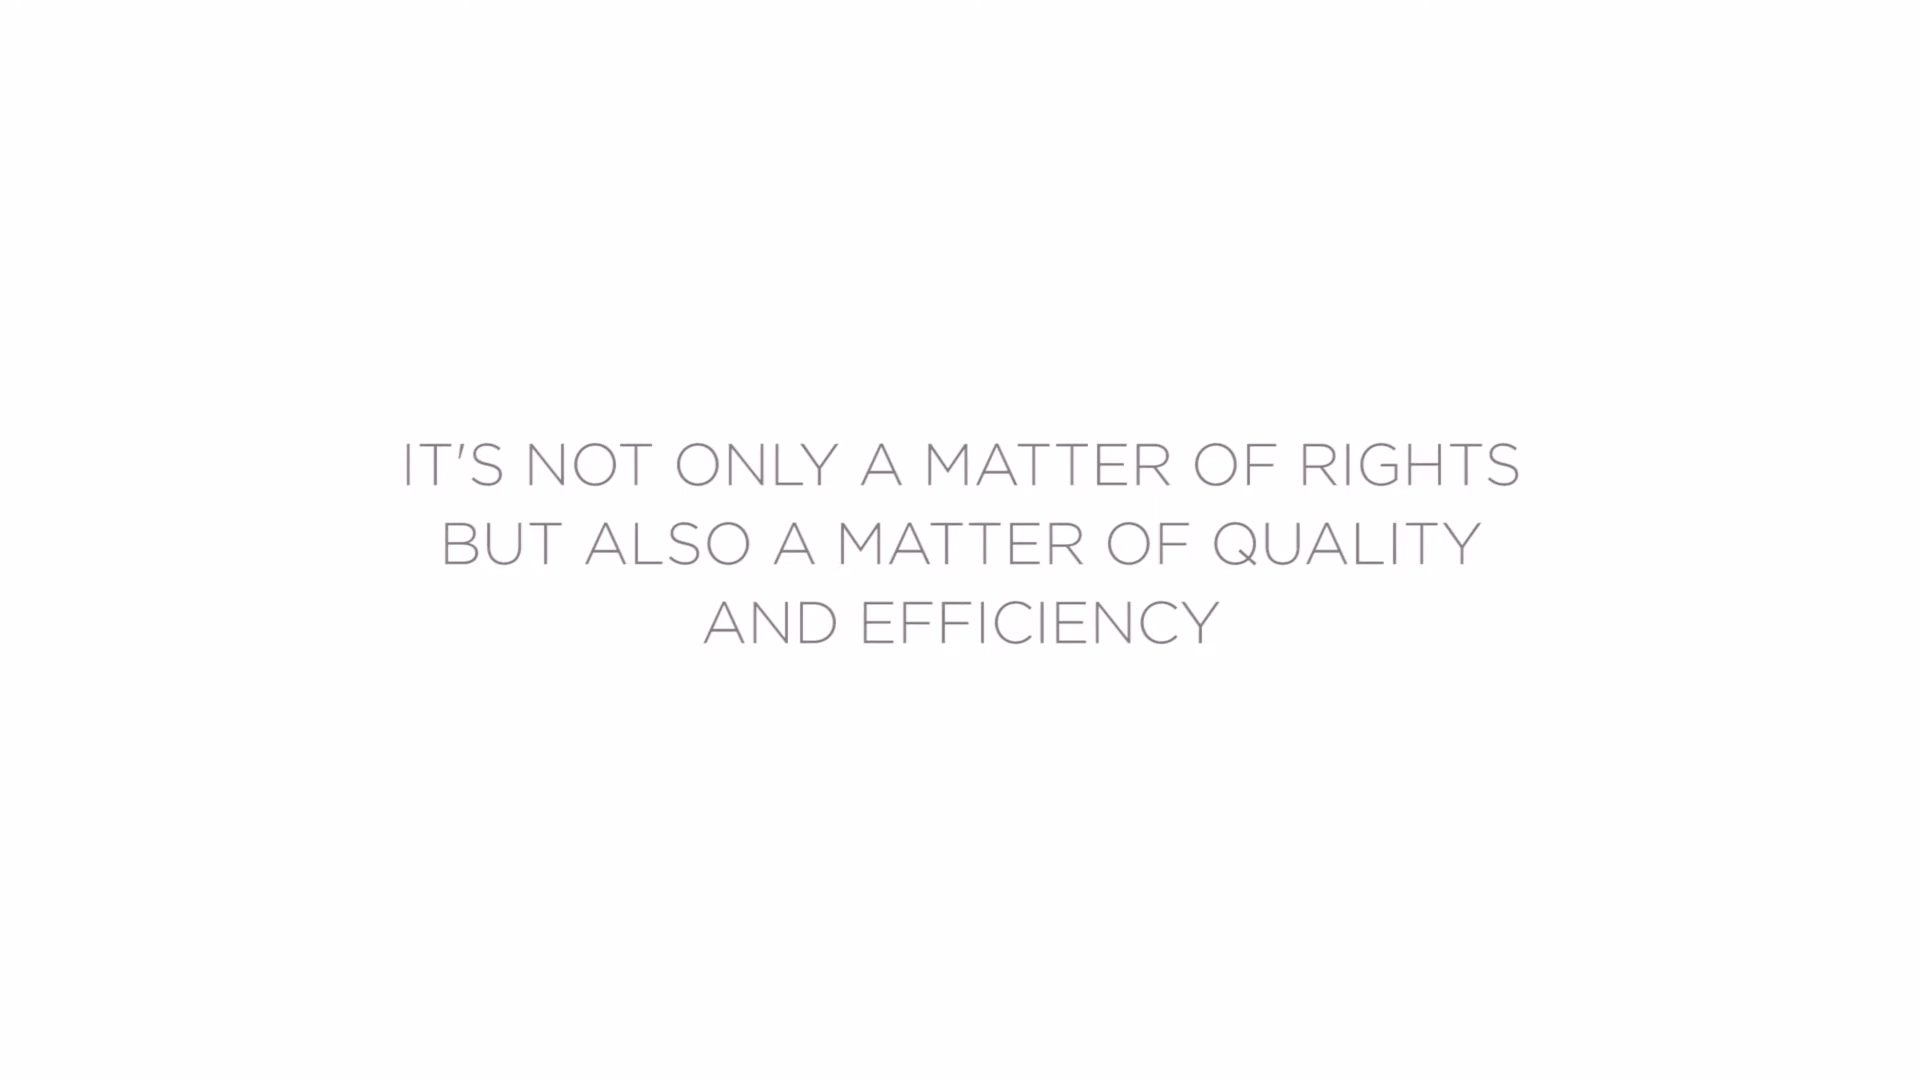 IT'S NOT ONLY A MATTER OF RIGHTS
BUT ALSO A MATTER OF QUALITY
AND EFFICIENCY